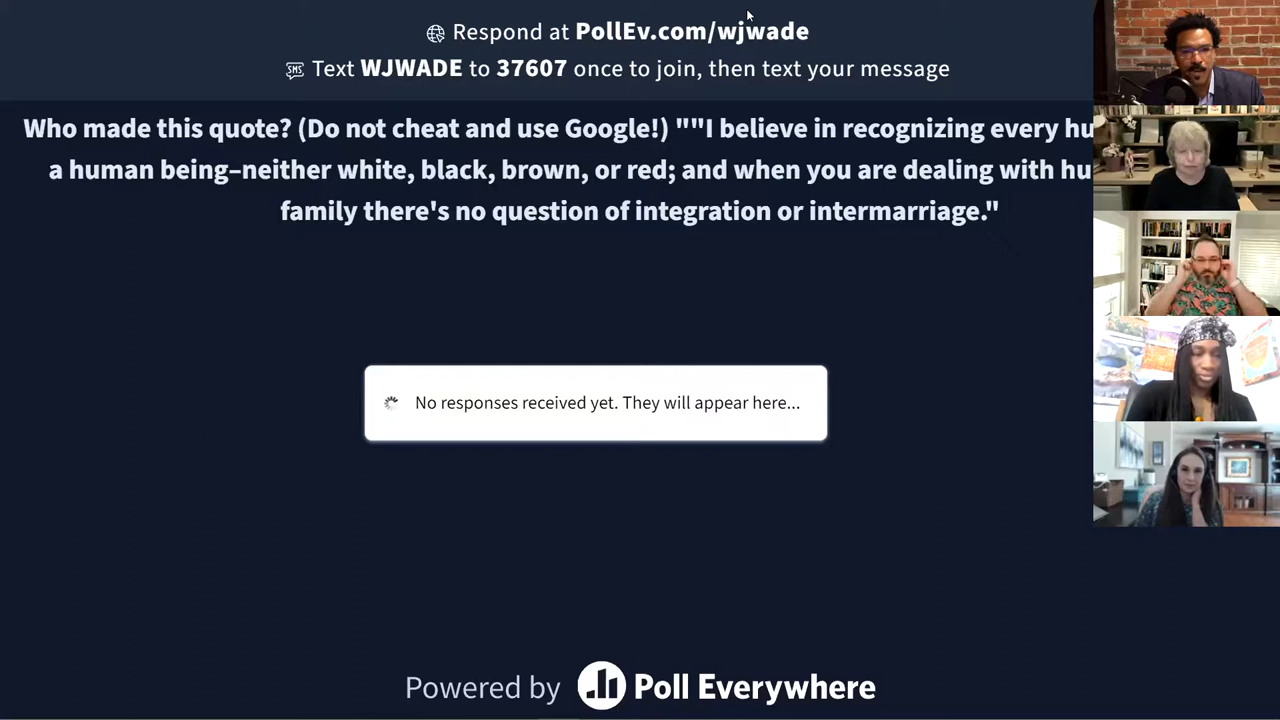 Respond at PollEv.com/wjwade
Text WJWADE to 37607 once to join, then text your message
Who made this quote? (Do not cheat and use Google!) ""I believe in recognizing every
a human being–neither white, black, brown, or red; and when you are dealing with
family there's no question of integration or intermarriage."
No responses received yet. They will appear here...
Powered by Poll Everywhere